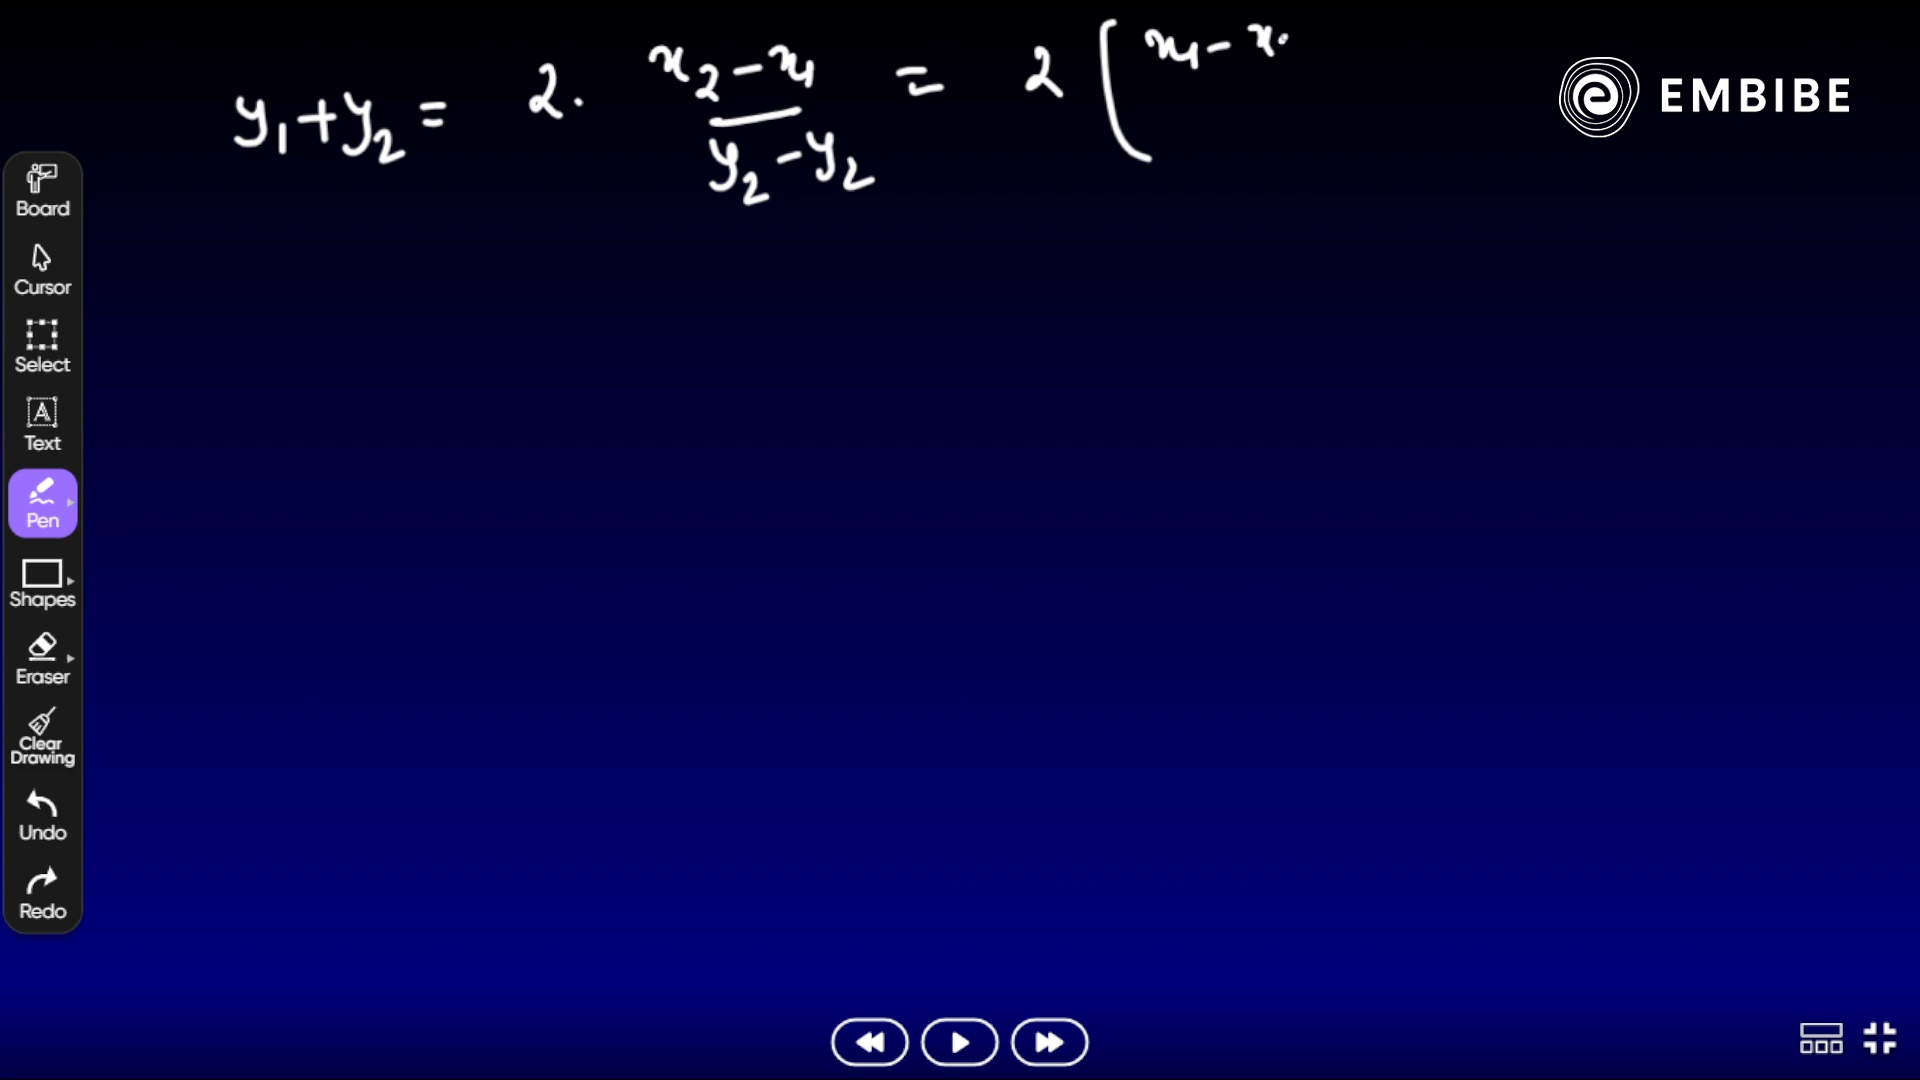 y₁+y₂ = 2. x₂-x₁/y₂-y₂ = 2 (x₁-x.
EMBIBE
Board
Cursor
Select
Text
Pen
Shapes
Eraser
Clear
Drawing
Undo
Redo